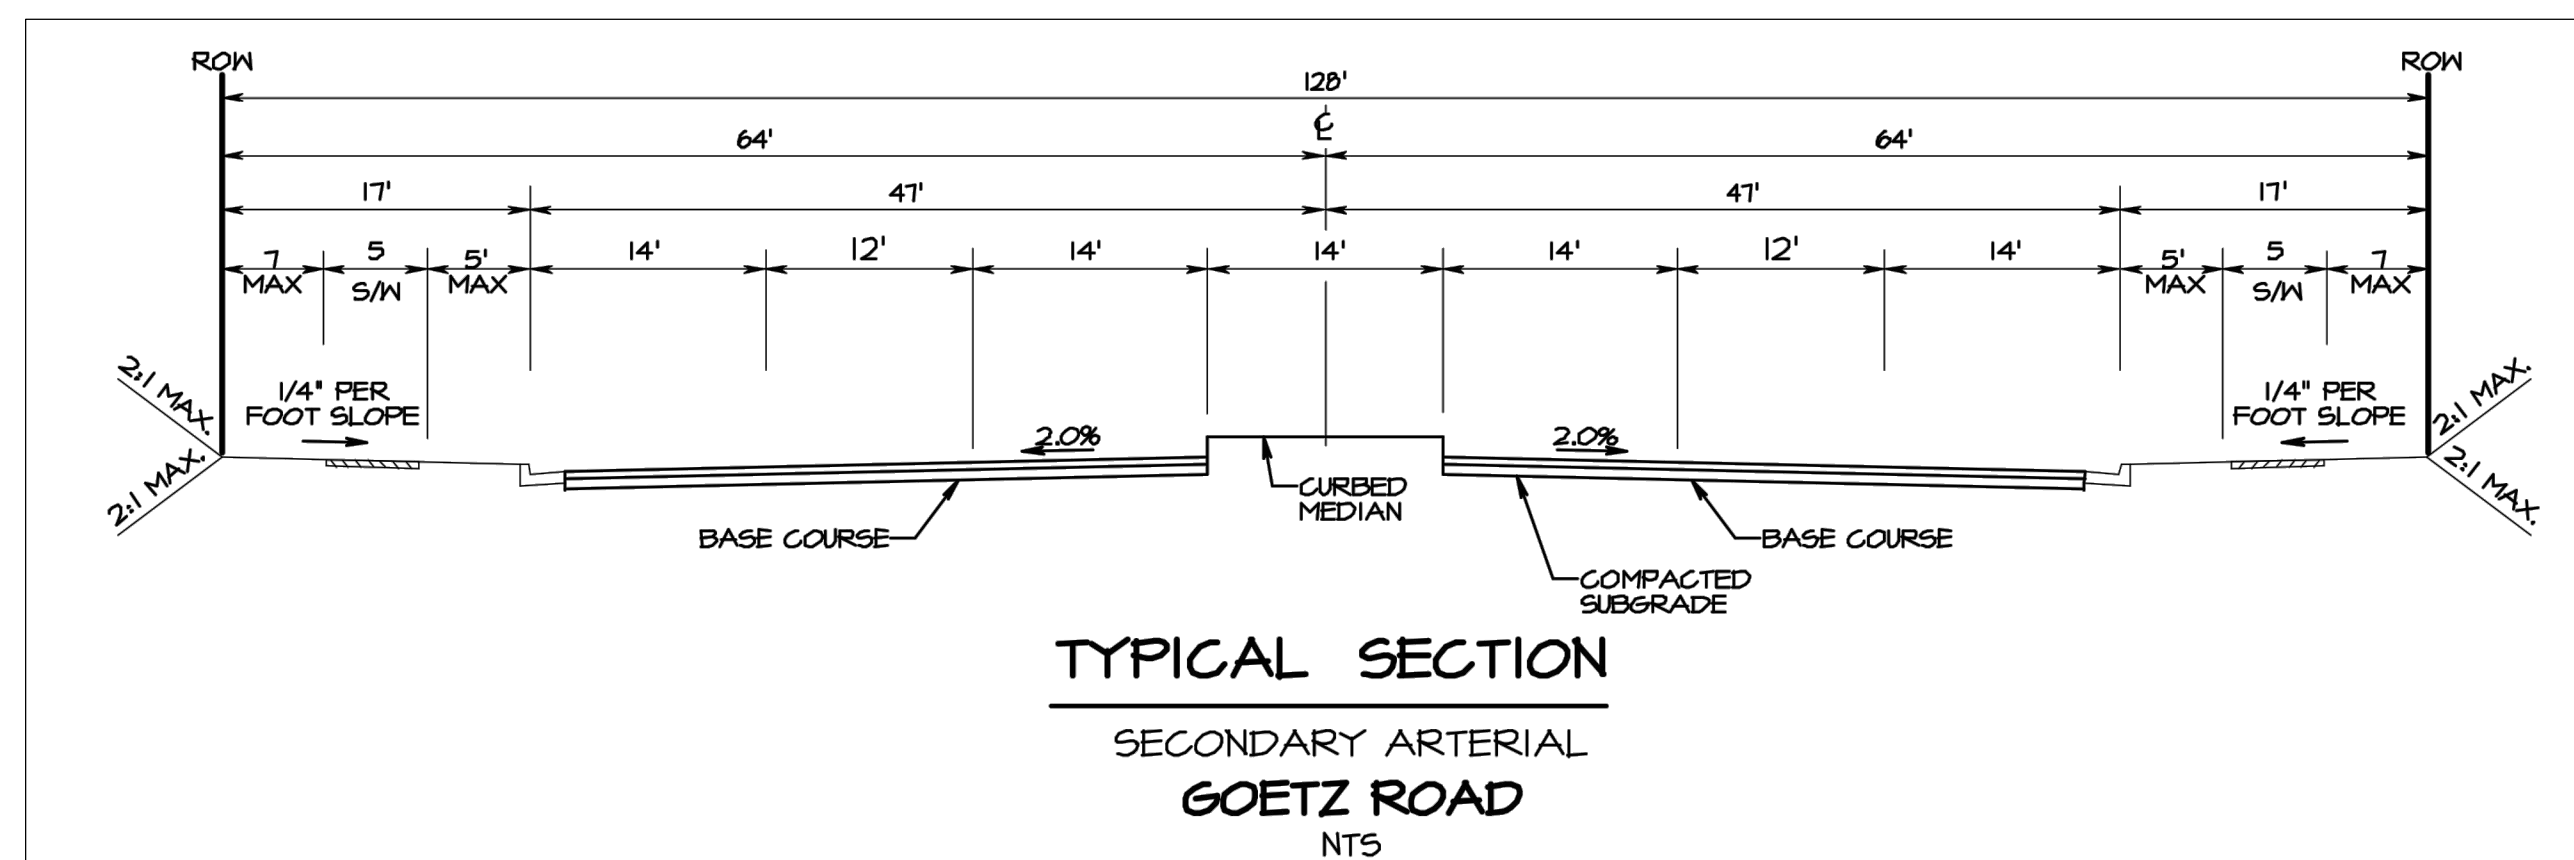 ROW ROW
128'
C
L
64' 64'
17' 47' 47' 17'
7 5 5' 14' 12' 14' 14' 14' 12' 14' 5' 5 7
MAX S/W MAX MAX S/W MAX
2:1 MAX. 2:1 MAX.
1/4" PER 1/4" PER
FOOT SLOPE FOOT SLOPE
2.0% 2.0%
2:1 MAX. 2:1 MAX.
CURBED
MEDIAN
BASE COURSE BASE COURSE
COMPACTED
SUBGRADE
TYPICAL SECTION
SECONDARY ARTERIAL
GOETZ ROAD
NTS